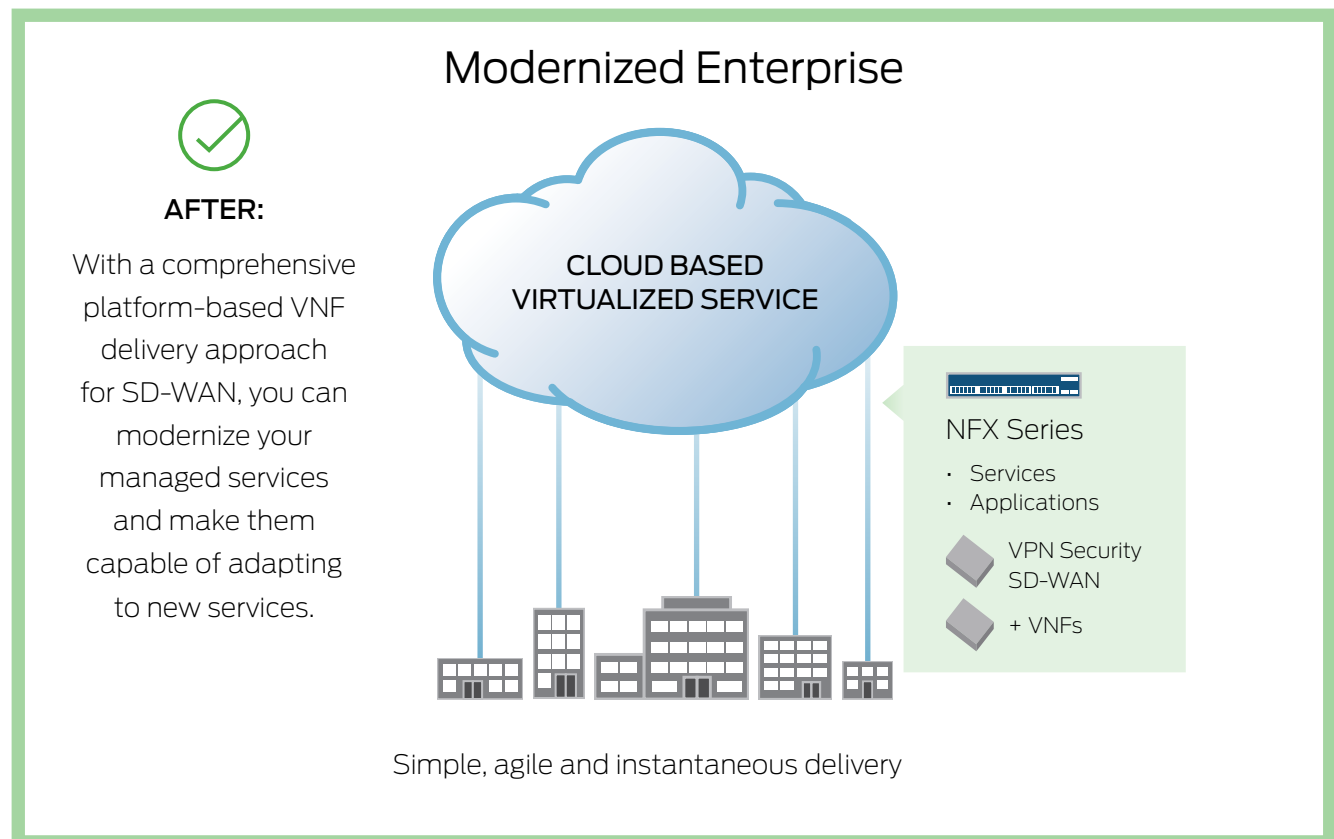 Modernized Enterprise
AFTER:
With a comprehensive
platform-based VNF
delivery approach
for SD-WAN, you can
modernize your
managed services
and make them
capable of adapting
to new services.
CLOUD BASED
VIRTUALIZED SERVICE
NFX Series
· Services
· Applications
VPN Security
SD-WAN
+ VNFs
Simple, agile and instantaneous delivery